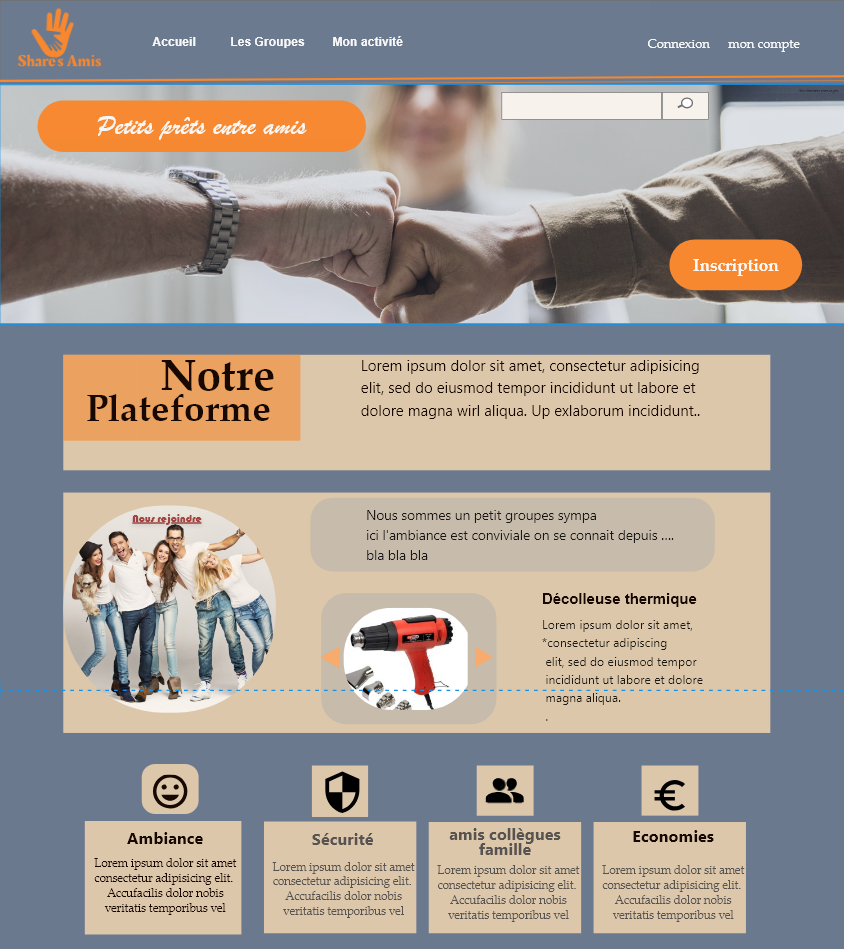 Share's Amis
Accueil Les Groupes Mon activité
Connexion mon compte
Petits prêts entre amis
Inscription
Notre
Plateforme
Lorem ipsum dolor sit amet, consectetur adipisicing
elit, sed do eiusmod tempor incididunt ut labore et
dolore magna wirl aliqua. Up exlaborum incididunt..
Nous rejoindre
Nous sommes un petit groupes sympa
ici l'ambiance est conviviale on se connait depuis ....
bla bla bla
Décolleuse thermique
Lorem ipsum dolor sit amet,
*consectetur adipiscing
elit, sed do eiusmod tempor
incididunt ut labore et dolore
magna aliqua.
.
Ambiance
Lorem ipsum dolor sit amet
consectetur adipisicing elit.
Accufacilis dolor nobis
veritatis temporibus vel
Sécurité
Lorem ipsum dolor sit amet
consectetur adipisicing elit.
Accufacilis dolor nobis
veritatis temporibus vel
amis collègues
famille
Lorem ipsum dolor sit amet
consectetur adipisicing elit.
Accufacilis dolor nobis
veritatis temporibus vel
€
Economies
Lorem ipsum dolor sit amet
consectetur adipisicing elit.
Accufacilis dolor nobis
veritatis temporibus vel